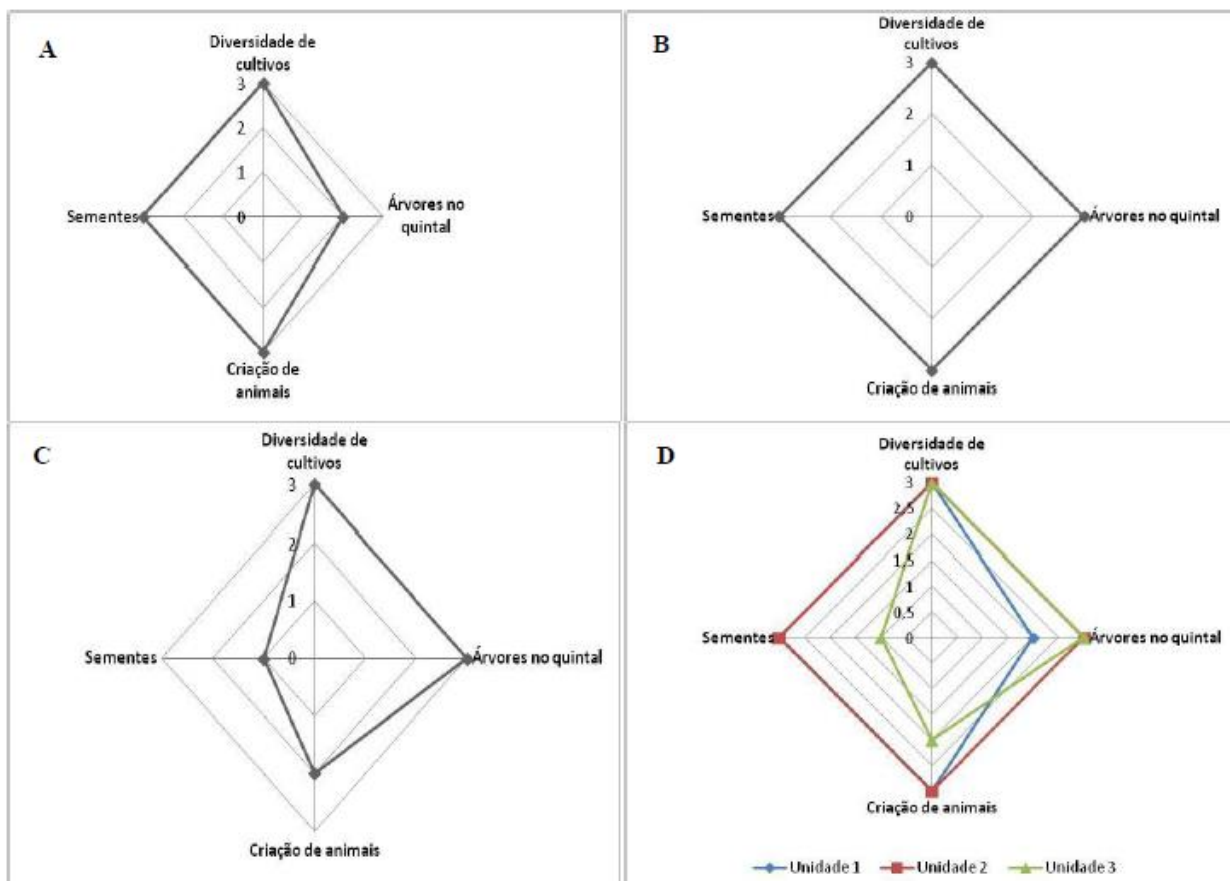 A
Diversidade de
cultivos
3
2
1
0
Sementes
Árvores no
quintal
Criação de
animais
B
Diversidade de
cultivos
3
2
1
0
Sementes
Árvores no quintal
Criação de animais
C
Diversidade de
cultivos
3
2
1
0
Sementes
Árvores no quintal
Criação de animais
D
Diversidade de
cultivos
3
2,5
2
1,5
1
0,5
0
Sementes
Árvores no quintal
Criação de animais
Unidade 1 Unidade 2 Unidade 3